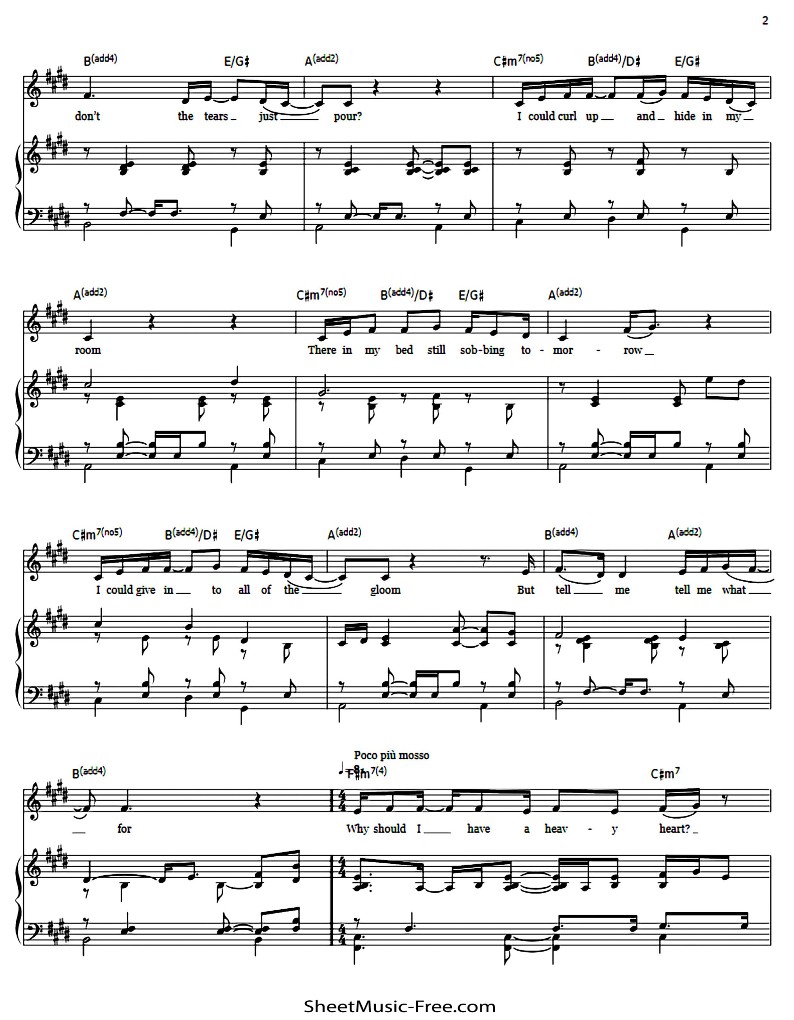 2
B(add4) E/G♯ A(add2) C♯m7(no5) B(add4)/D♯ E/G♯
don't the tears just pour? I could curl up and hide in my
A(add2) C♯m7(no5) B(add4)/D♯ E/G♯ A(add2)
room There in my bed still sob-bing to - mor - row
C♯m7(no5) B(add4)/D♯ E/G♯ A(add2) B(add4) A(add2)
I could give in to all of the gloom But tell me tell me what
Poco più mosso
B(add4) F♯m7(4) C♯m7
for Why should I have a heav - y heart?
SheetMusic-Free.com